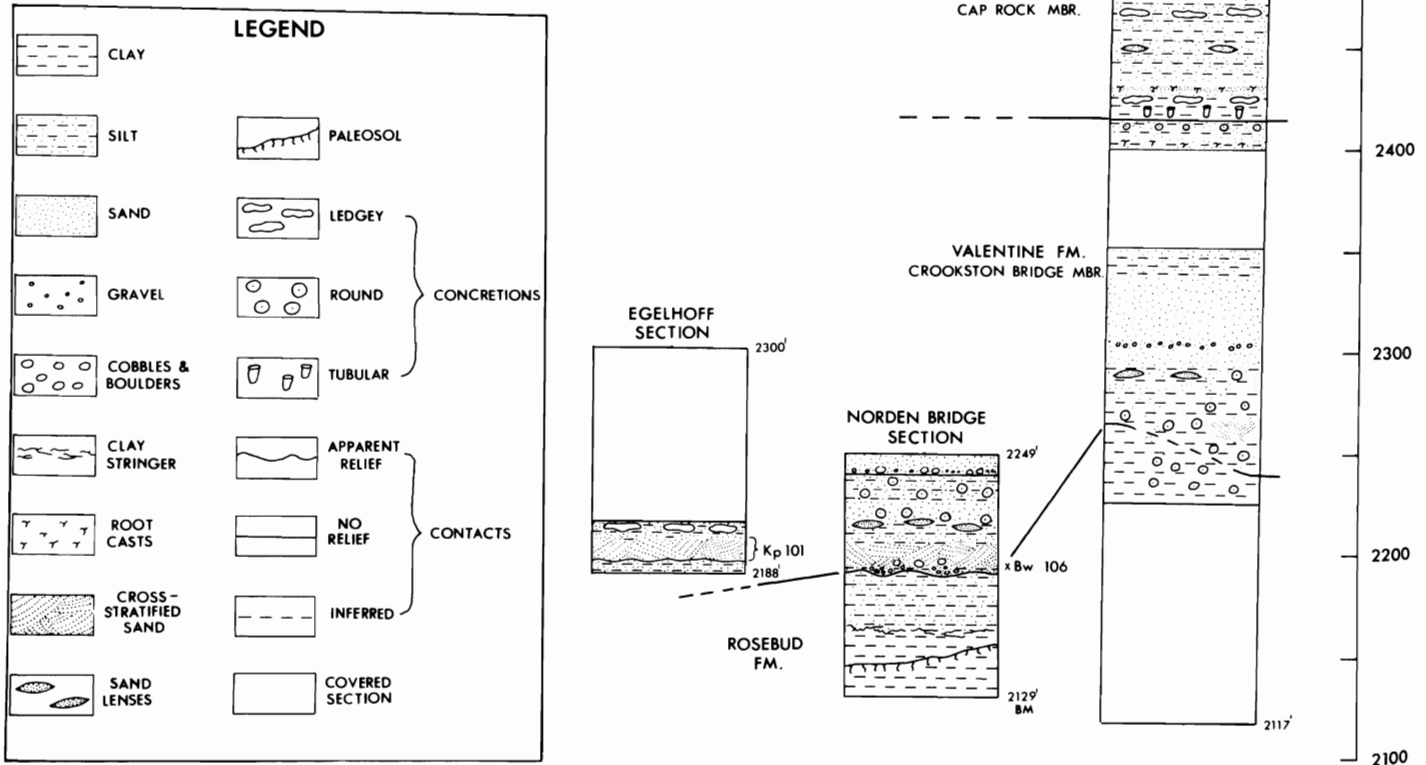 LEGEND
CLAY
SILT
SAND
GRAVEL
COBBLES &
BOULDERS
CLAY
STRINGER
ROOT
CASTS
CROSS-
STRATIFIED
SAND
SAND
LENSES
PALEOSOL
LEDGEY
ROUND
TUBULAR
CONCRETIONS
APPARENT
RELIEF
NO
RELIEF
INFERRED
CONTACTS
COVERED
SECTION
EGELHOFF
SECTION
2300'
Kp 101
2188'
NORDEN BRIDGE
SECTION
2249'
x Bw 106
ROSEBUD
FM.
2129'
BM
CAP ROCK MBR.
VALENTINE FM.
CROOKSTON BRIDGE MBR.
2117'
2400
2300
2200
2100